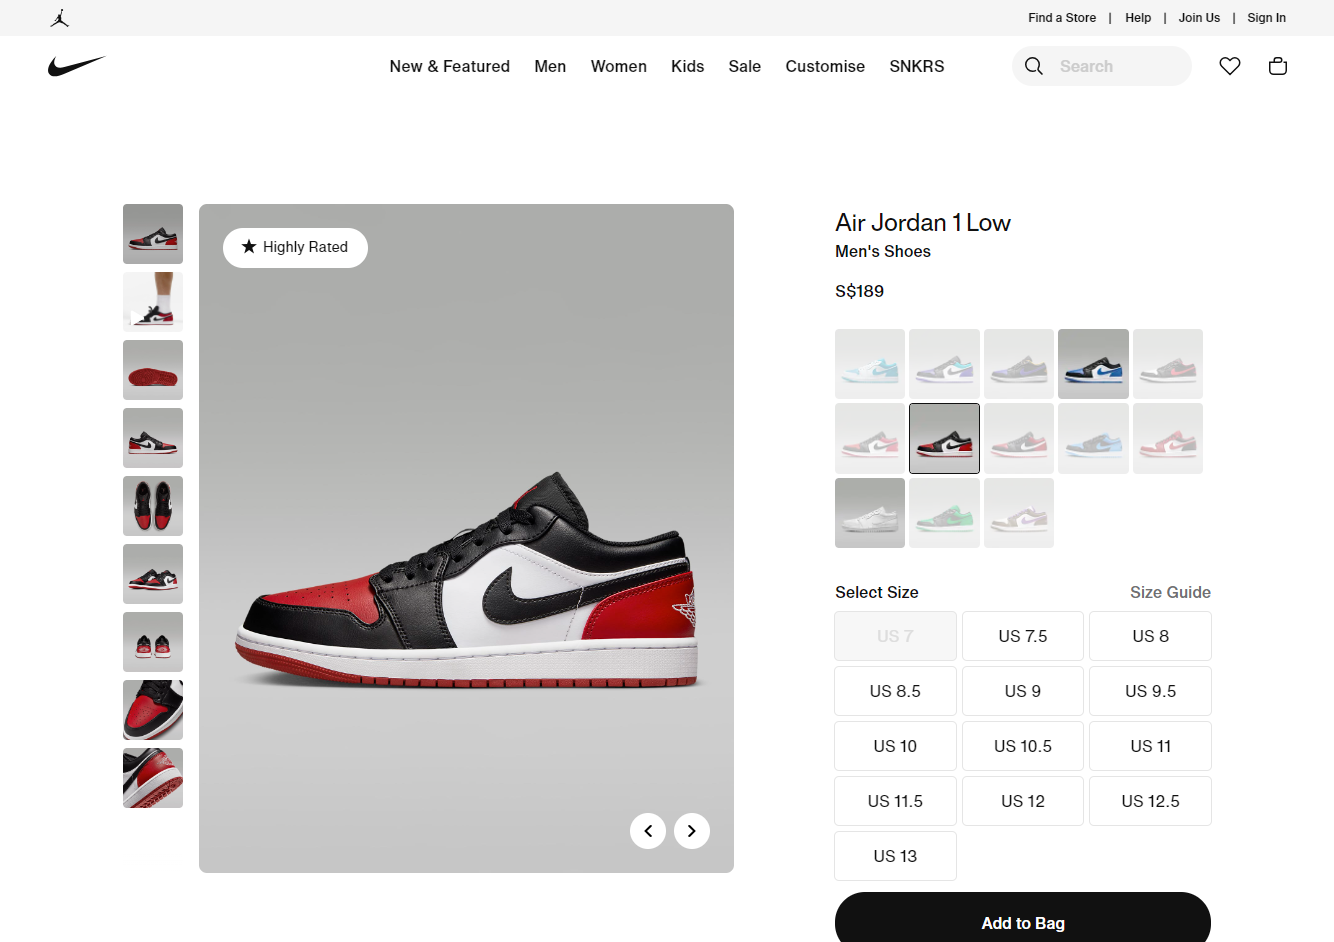 Find a Store | Help | Join Us | Sign In
New & Featured Men Women Kids Sale Customise SNKRS Search
Highly Rated
Air Jordan 1 Low
Men's Shoes
S$189
Select Size Size Guide
US 7 US 7.5 US 8
US 8.5 US 9 US 9.5
US 10 US 10.5 US 11
US 11.5 US 12 US 12.5
US 13
Add to Bag